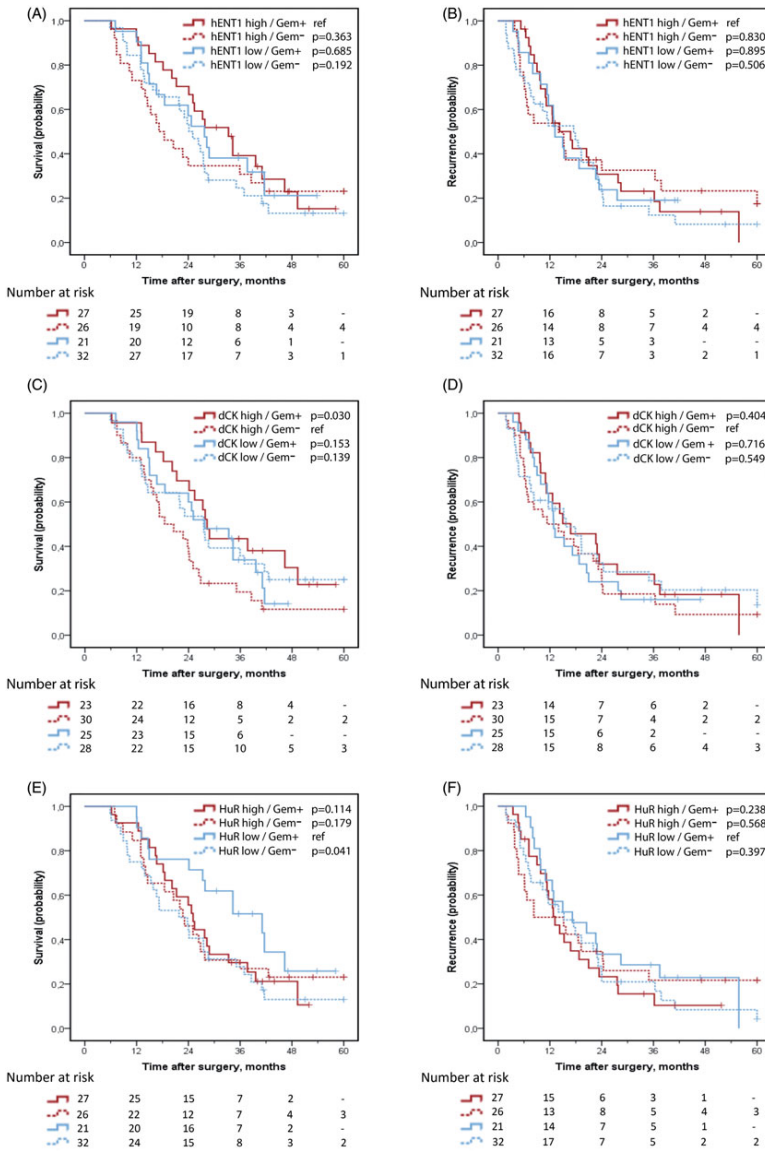 (A)
hENT1 high / Gem+ ref
hENT1 high / Gem- p=0.363
hENT1 low / Gem+ p=0.685
hENT1 low / Gem- p=0.192
Survival (probability)
1,0
0,8
0,6
0,4
0,2
0,0
0 12 24 36 48 60
Time after surgery, months
Number at risk
27 25 19 8 3 -
26 19 10 8 4 4
21 20 12 6 1 -
32 27 17 7 3 1
(B)
hENT1 high / Gem+ ref
hENT1 high / Gem- p=0.830
hENT1 low / Gem+ p=0.895
hENT1 low / Gem- p=0.506
Recurrence (probability)
1,0
0,8
0,6
0,4
0,2
0,0
0 12 24 36 48 60
Time after surgery, months
27 16 8 5 2 -
26 14 8 7 4 4
21 13 5 3 - -
32 16 7 3 2 1
(C)
dCK high / Gem+ p=0.030
dCK high / Gem- ref
dCK low / Gem+ p=0.153
dCK low / Gem- p=0.139
Survival (probability)
1,0
0,8
0,6
0,4
0,2
0,0
0 12 24 36 48 60
Time after surgery, months
Number at risk
23 22 16 8 4 -
30 24 12 5 2 2
25 23 15 6 - -
28 22 15 10 5 3
(D)
dCK high / Gem+ p=0.404
dCK high / Gem- ref
dCK low / Gem + p=0.716
dCK low / Gem- p=0.549
Recurrence (probability)
1,0
0,8
0,6
0,4
0,2
0,0
0 12 24 36 48 60
Time after surgery, months
Number at risk
23 14 7 6 2 -
30 15 7 4 2 2
25 15 6 2 - -
28 15 8 6 4 3
(E)
HuR high / Gem+ p=0.114
HuR high / Gem- p=0.179
HuR low / Gem+ ref
HuR low / Gem- p=0.041
Survival (probability)
1,0
0,8
0,6
0,4
0,2
0,0
0 12 24 36 48 60
Time after surgery, months
Number at risk
27 25 15 7 2 -
26 22 12 7 4 3
21 20 16 7 2 -
32 24 15 8 3 2
(F)
HuR high / Gem+ p=0.238
HuR high / Gem- p=0.568
HuR low / Gem+ ref
HuR low / Gem- p=0.397
Recurrence (probability)
1,0
0,8
0,6
0,4
0,2
0,0
0 12 24 36 48 60
Time after surgery, months
Number at risk
27 15 6 3 1 -
26 13 8 5 4 3
21 14 7 5 1 -
32 17 7 5 2 2